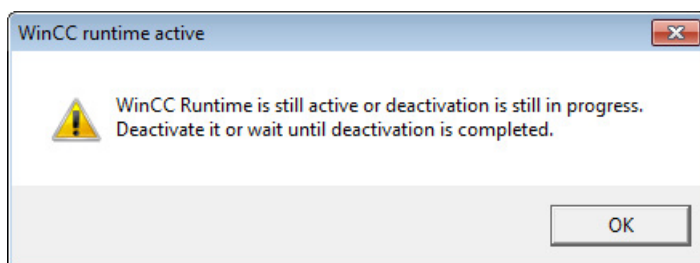 WinCC runtime active
WinCC Runtime is still active or deactivation is still in progress.
Deactivate it or wait until deactivation is completed.
OK